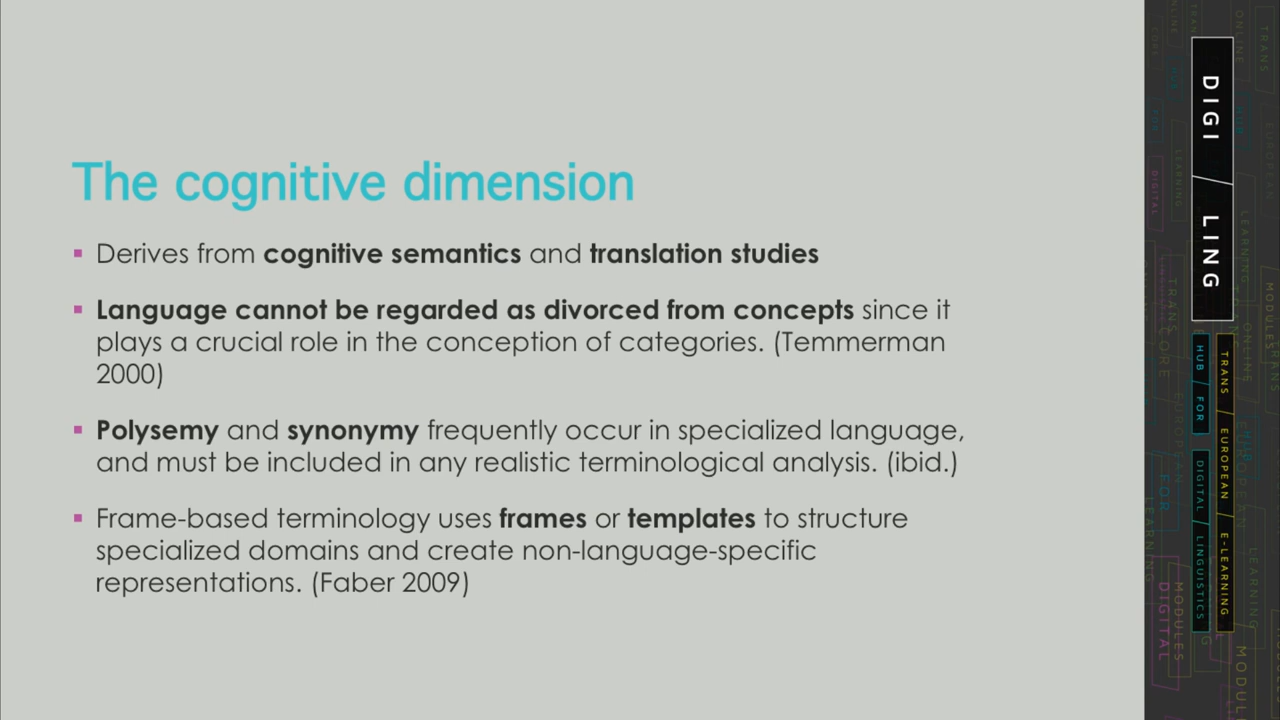 The cognitive dimension
▪ Derives from cognitive semantics and translation studies
▪ Language cannot be regarded as divorced from concepts since it
plays a crucial role in the conception of categories. (Temmerman
2000)
▪ Polysemy and synonymy frequently occur in specialized language,
and must be included in any realistic terminological analysis. (ibid.)
▪ Frame-based terminology uses frames or templates to structure
specialized domains and create non-language-specific
representations. (Faber 2009)
DIGI / LING
TRANS / EUROPEAN / E-LEARNING
HUB / FOR
DIGITAL / LINGUISTICS